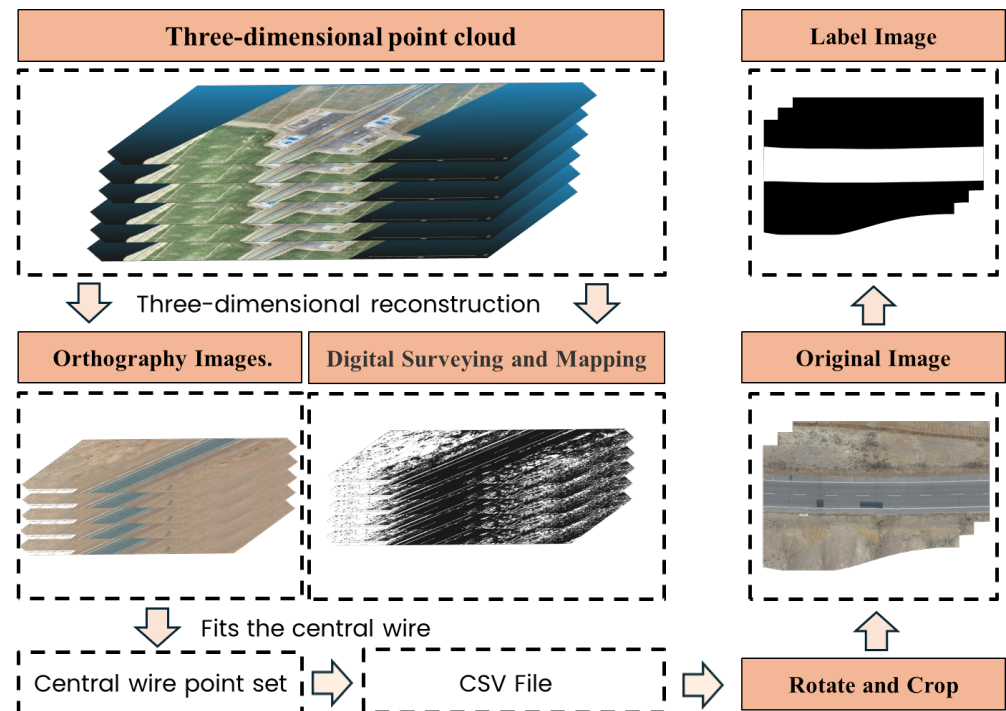 Three-dimensional point cloud
Label Image
Three-dimensional reconstruction
Orthography Images.
Digital Surveying and Mapping
Original Image
Fits the central wire
Central wire point set
CSV File
Rotate and Crop